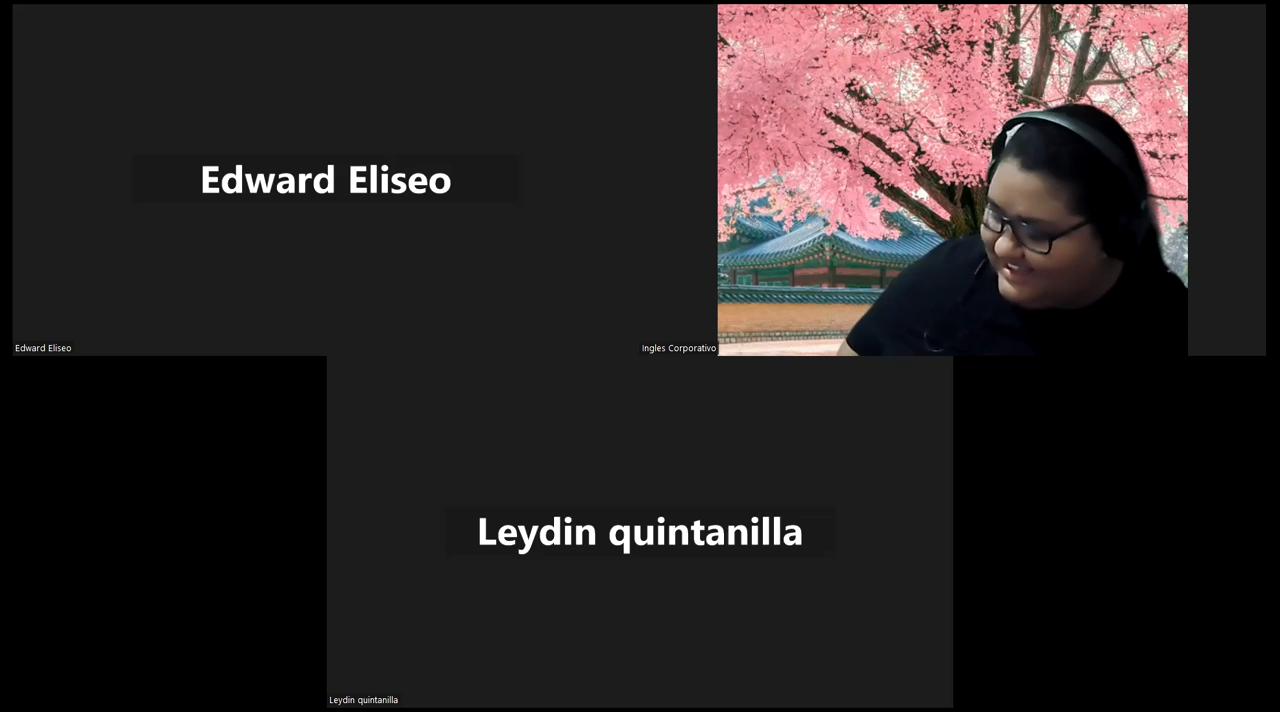 Edward Eliseo
Edward Eliseo
Ingles Corporativo
Leydin quintanilla
Leydin quintanilla